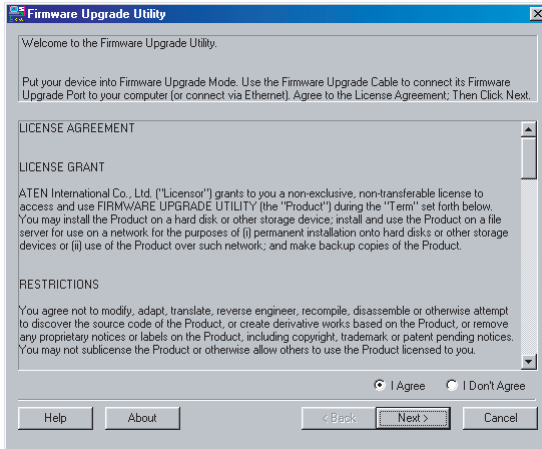 Firmware Upgrade Utility
Welcome to the Firmware Upgrade Utility.
Put your device into Firmware Upgrade Mode. Use the Firmware Upgrade Cable to connect its Firmware
Upgrade Port to your computer (or connect via Ethernet). Agree to the License Agreement; Then Click Next.
LICENSE AGREEMENT
LICENSE GRANT
ATEN International Co., Ltd. ("Licensor") grants to you a non-exclusive, non-transferable license to
access and use FIRMWARE UPGRADE UTILITY (the "Product") during the "Term" set forth below.
You may install the Product on a hard disk or other storage device; install and use the Product on a file
server for use on a network for the purposes of (i) permanent installation onto hard disks or other storage
devices or (ii) use of the Product over such network; and make backup copies of the Product.
RESTRICTIONS
You agree not to modify, adapt, translate, reverse engineer, recompile, disassemble or otherwise attempt
to discover the source code of the Product, or create derivative works based on the Product, or remove
any proprietary notices or labels on the Product, including copyright, trademark or patent pending notices.
You may not sublicense the Product or otherwise allow others to use the Product licensed to you.
I Agree I Don't Agree
Help About < Back Next > Cancel